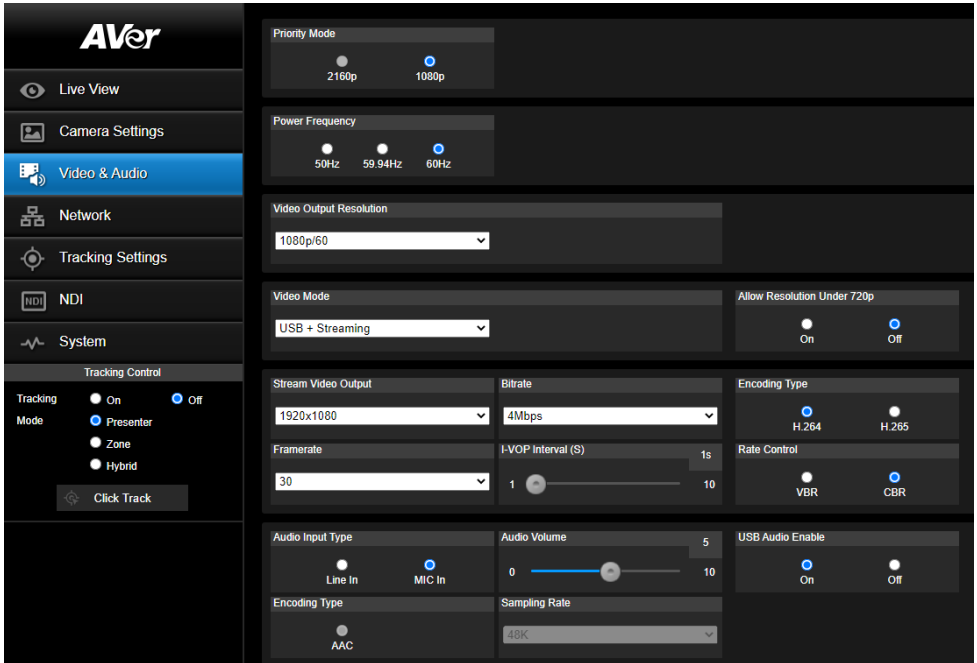 AVer
Live View
Camera Settings
Video & Audio
Network
Tracking Settings
NDI NDI
System
Tracking Control
Tracking On Off
Mode Presenter
Zone
Hybrid
Click Track
Priority Mode
2160p 1080p
Power Frequency
50Hz 59.94Hz 60Hz
Video Output Resolution
1080p/60
Video Mode Allow Resolution Under 720p
USB + Streaming
On Off
Stream Video Output Bitrate Encoding Type
1920x1080 4Mbps
H.264 H.265
Framerate I-VOP Interval (S) 1s Rate Control
30 1 10
VBR CBR
Audio Input Type Audio Volume 5 USB Audio Enable
Line In MIC In 0 10 On Off
Encoding Type Sampling Rate
AAC 48K